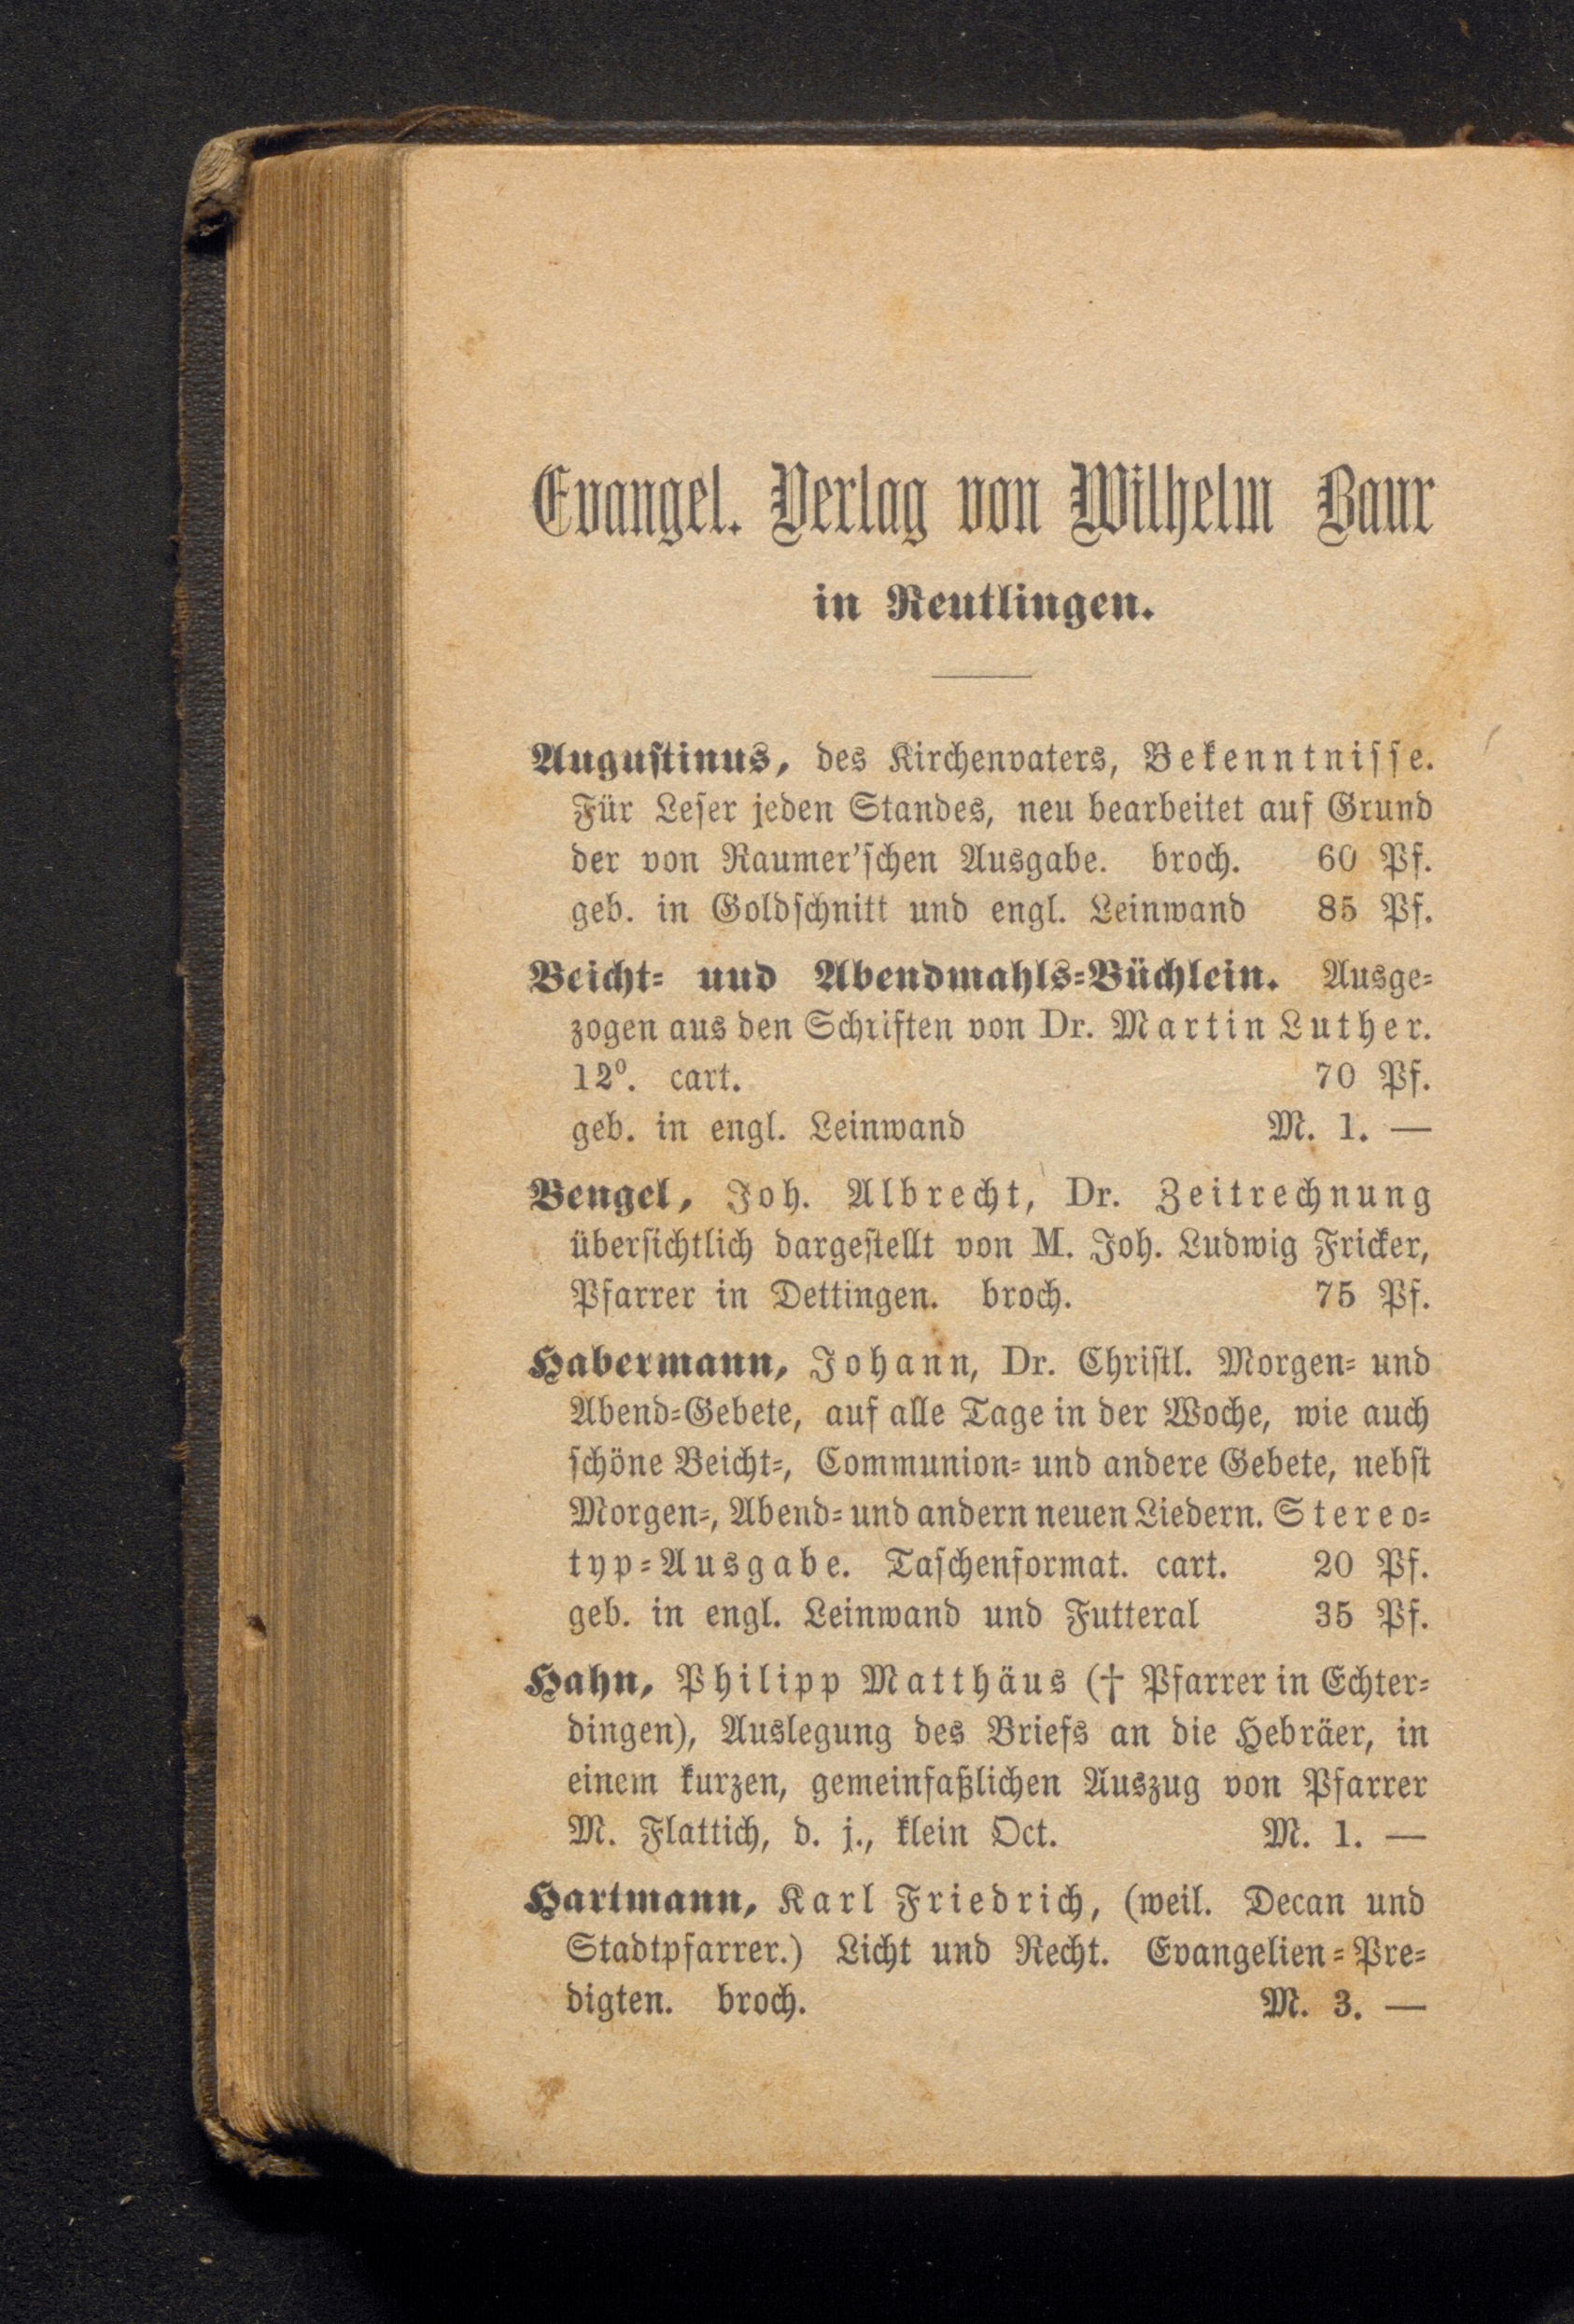 Evangel. Verlag von Wilhelm Baur
in Reutlingen.
Augustinus, des Kirchenvaters, Bekenntnisse.
Für Leser jeden Standes, neu bearbeitet auf Grund
der von Raumer'schen Ausgabe. broch. 60 Pf.
geb. in Goldschnitt und engl. Leinwand 85 Pf.
Beicht- und Abendmahls-Büchlein. Ausge-
zogen aus den Schriften von Dr. Martin Luther.
12⁰. cart. 70 Pf.
geb. in engl. Leinwand M. 1. —
Bengel, Joh. Albrecht, Dr. Zeitrechnung
übersichtlich dargestellt von M. Joh. Ludwig Fricker,
Pfarrer in Dettingen. broch. 75 Pf.
Habermann, Johann, Dr. Christl. Morgen- und
Abend-Gebete, auf alle Tage in der Woche, wie auch
schöne Beicht-, Communion- und andere Gebete, nebst
Morgen-, Abend- und andern neuen Liedern. Stereo-
typ-Ausgabe. Taschenformat. cart. 20 Pf.
geb. in engl. Leinwand und Futteral 35 Pf.
Hahn, Philipp Matthäus († Pfarrer in Echter-
dingen), Auslegung des Briefs an die Hebräer, in
einem kurzen, gemeinfaßlichen Auszug von Pfarrer
M. Flattich, d. j., klein Oct. M. 1. —
Hartmann, Karl Friedrich, (weil. Decan und
Stadtpfarrer.) Licht und Recht. Evangelien-Pre-
digten. broch. M. 3. —